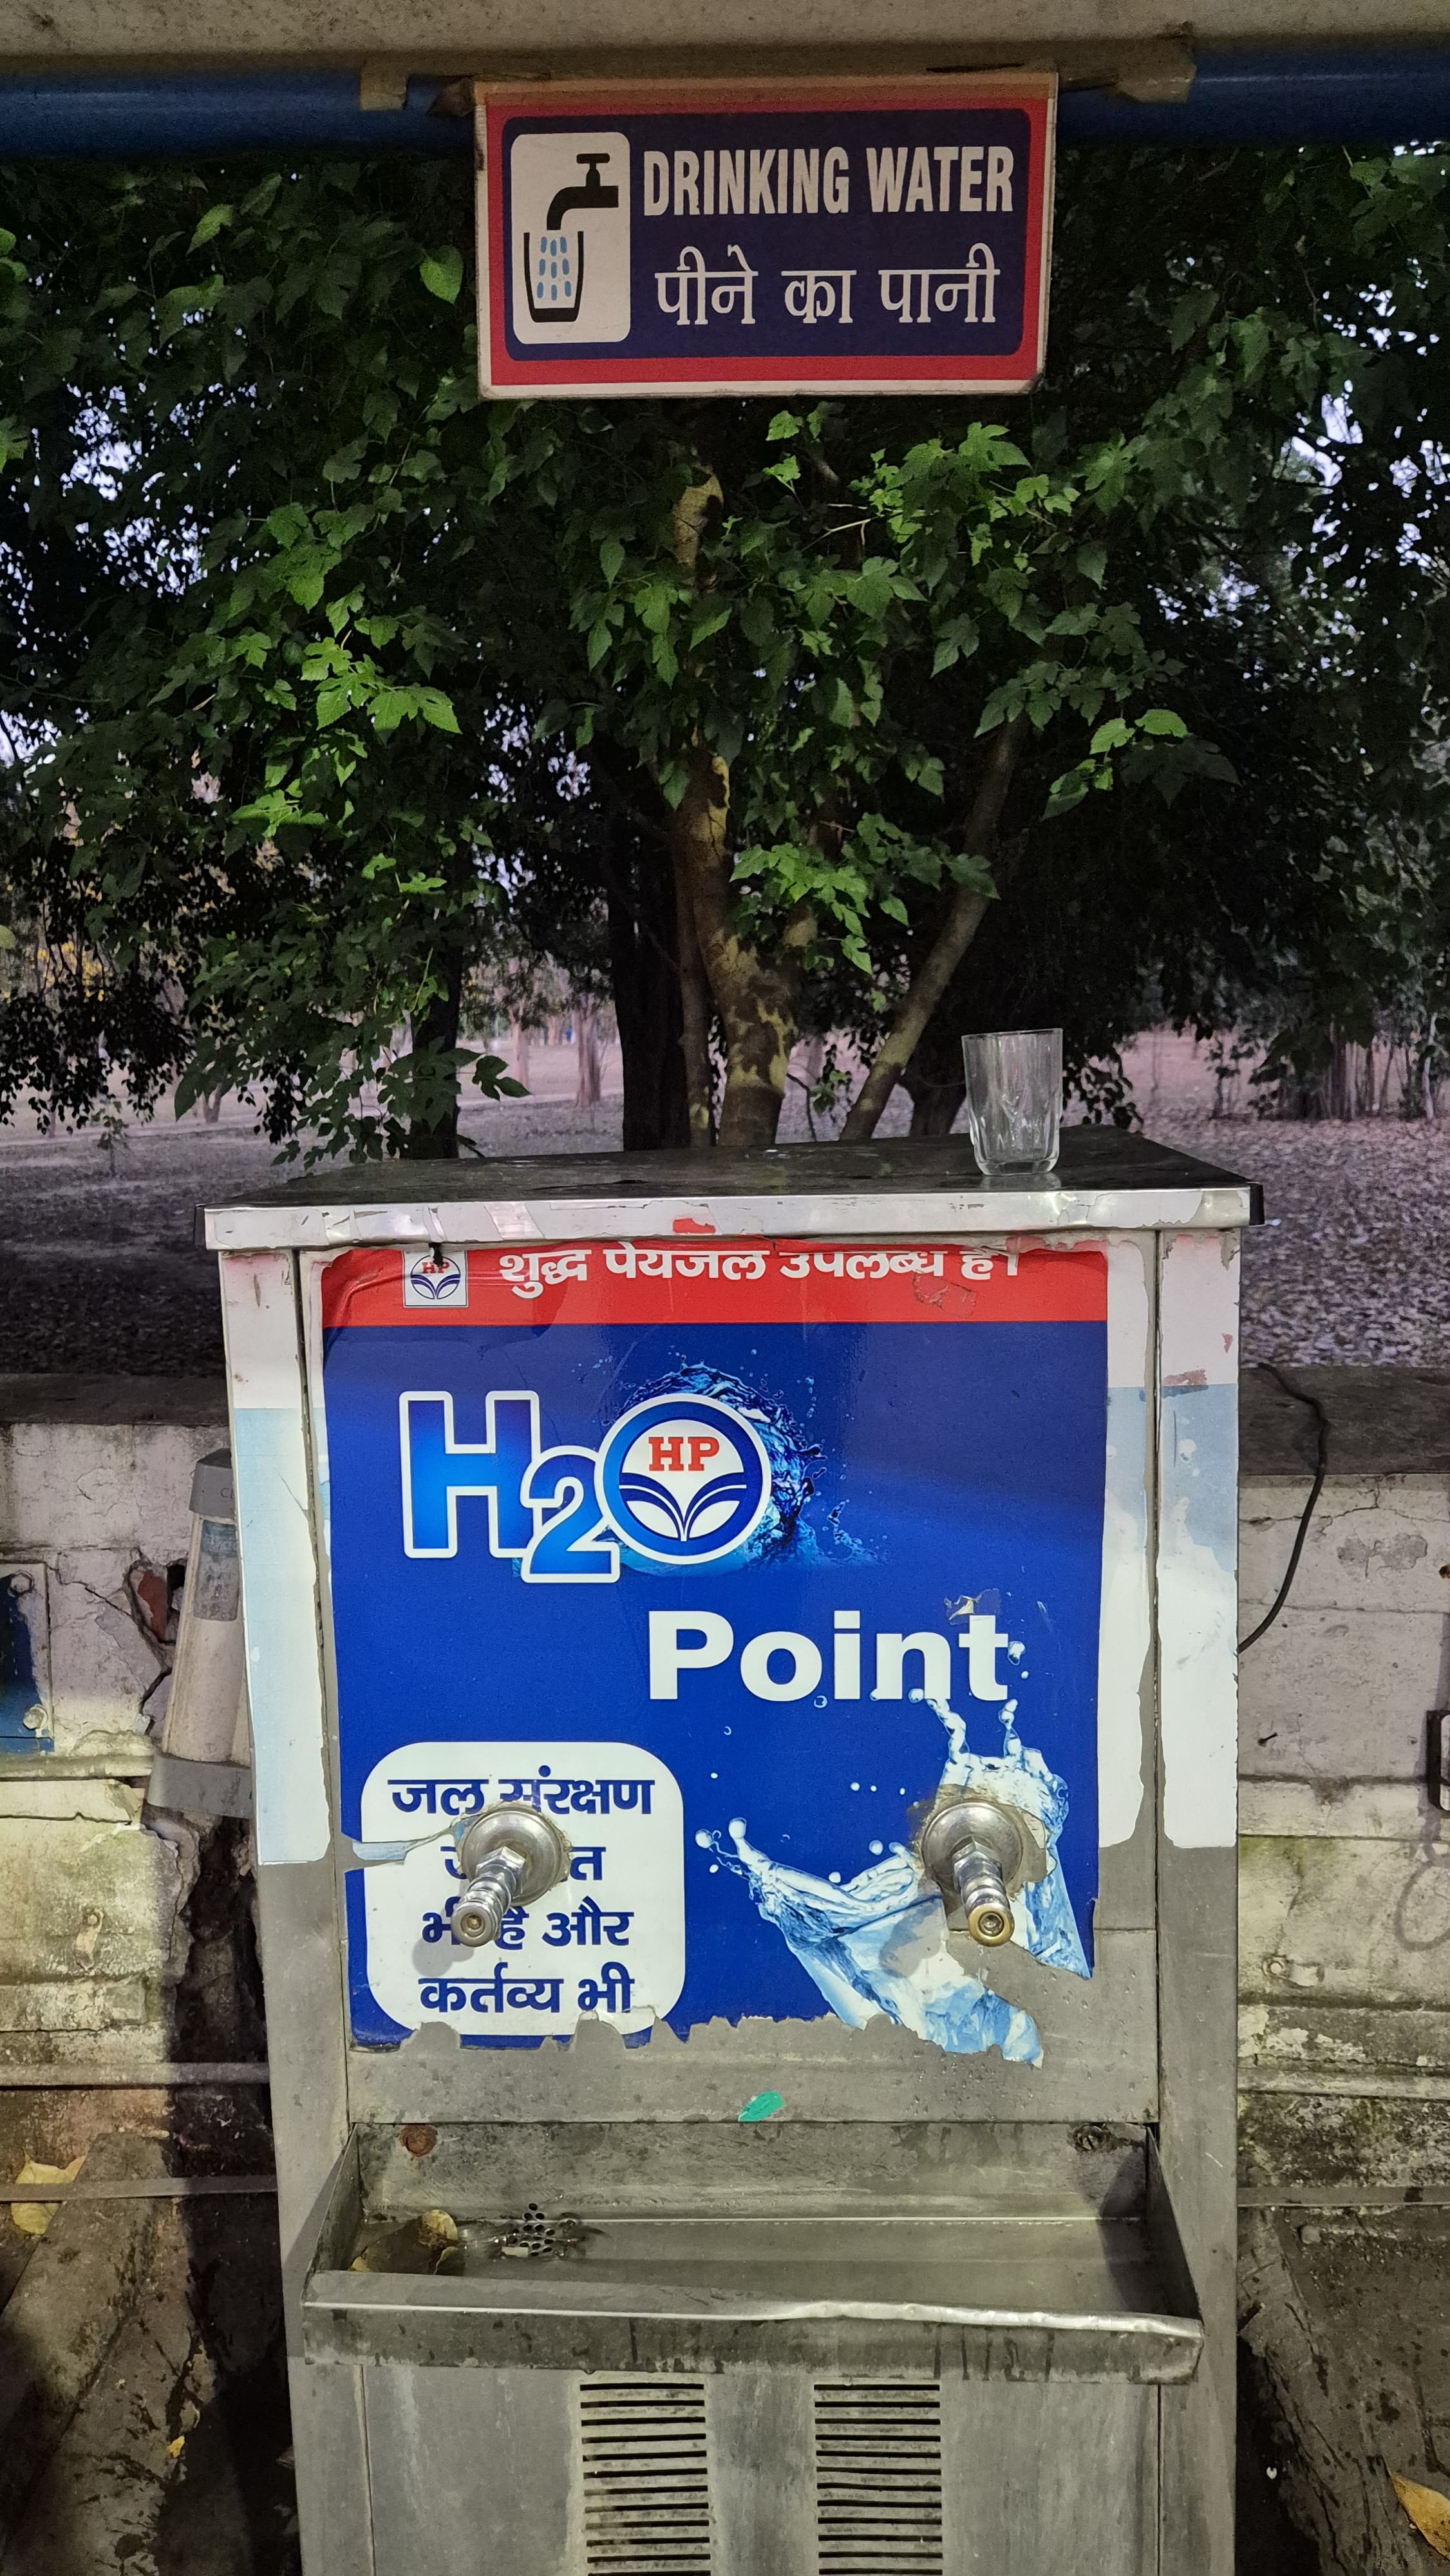 DRINKING WATER
पीने का पानी
HP
शुद्ध पेयजल उपलब्ध है।
H2O
HP
Point
जल संरक्षण
भी है और
कर्तव्य भी